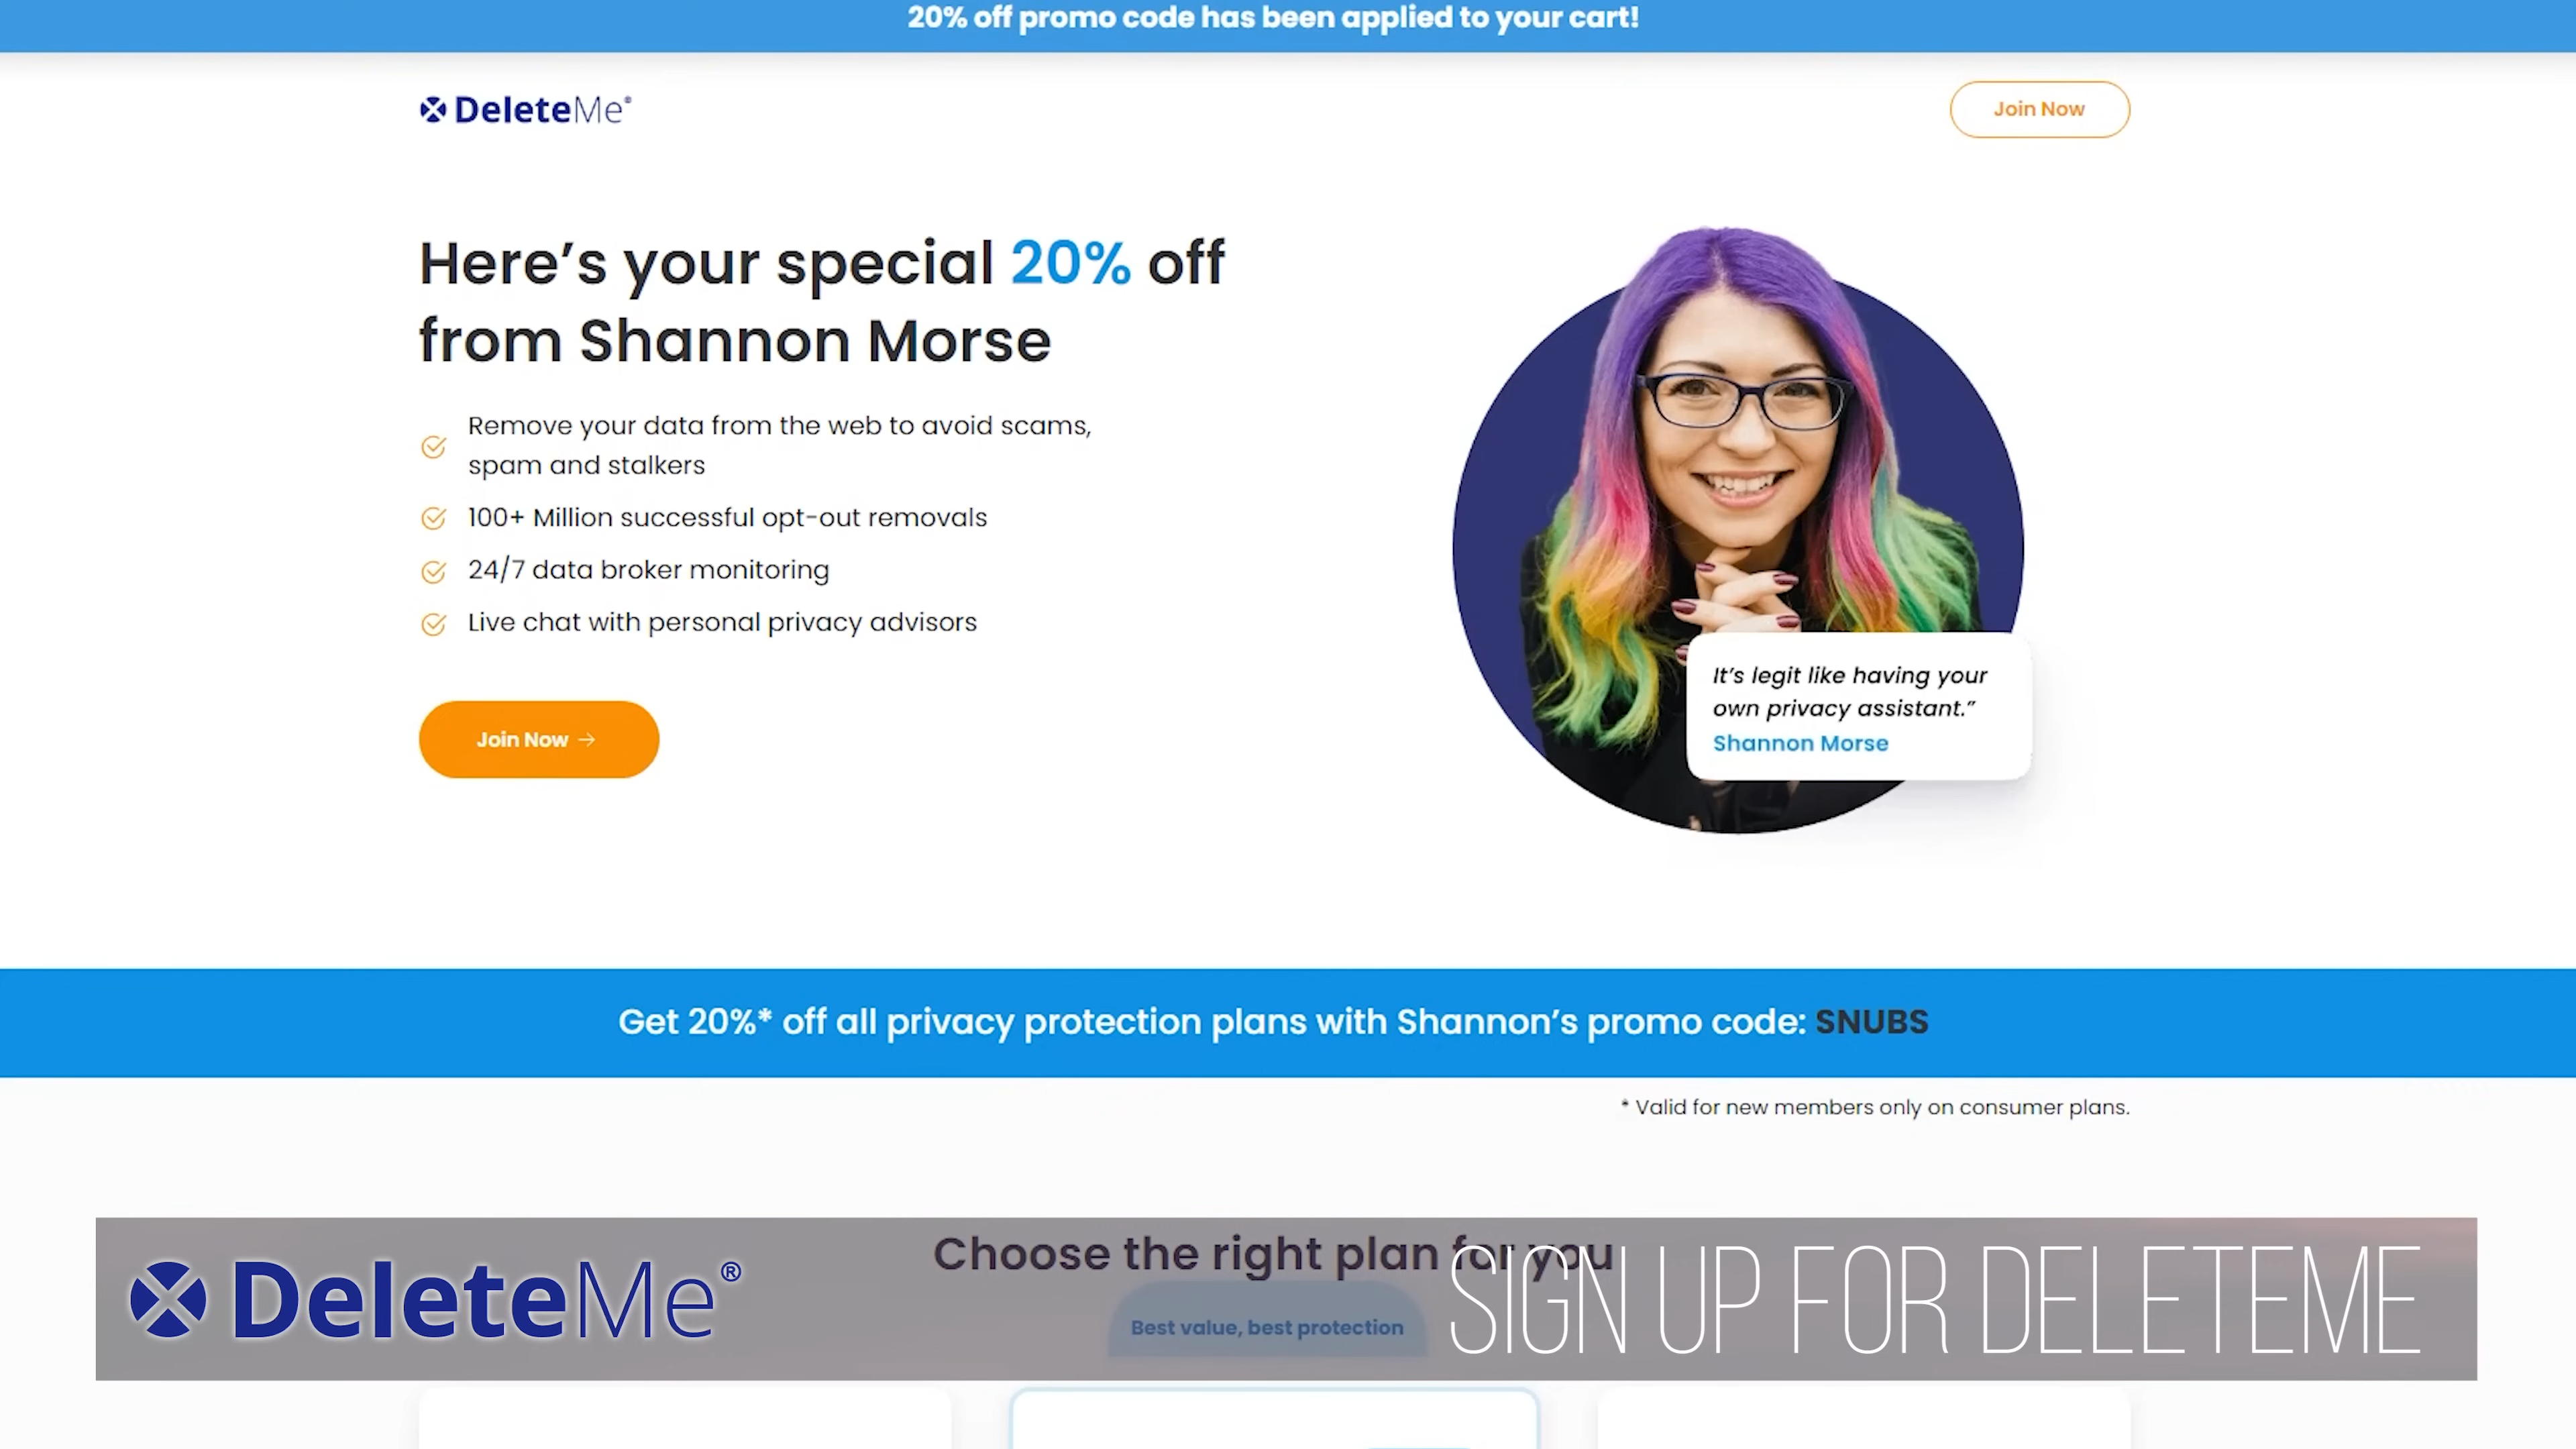 20% off promo code has been applied to your cart!
DeleteMe®
Join Now
Here's your special 20% off
from Shannon Morse
Remove your data from the web to avoid scams,
spam and stalkers
100+ Million successful opt-out removals
24/7 data broker monitoring
Live chat with personal privacy advisors
Join Now →
It's legit like having your
own privacy assistant.”
Shannon Morse
Get 20%* off all privacy protection plans with Shannon's promo code: SNUBS
* Valid for new members only on consumer plans.
Choose the right plan for you
Best value, best protection
DeleteMe®
SIGN UP FOR DELETEME